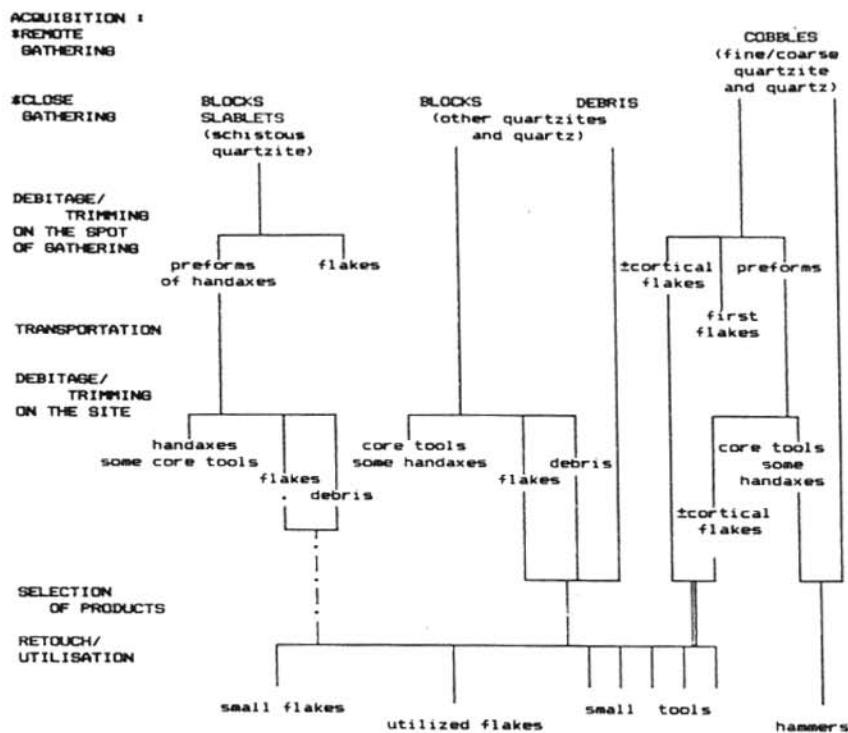 ACQUISITION :
*REMOTE
GATHERING
COBBLES
(fine/coarse
quartzite
and quartz)
*CLOSE
GATHERING
BLOCKS
SLABLETS
(schistous
quartzite)
BLOCKS DEBRIS
(other quartzites
and quartz)
DEBITAGE/
TRIMMING
ON THE SPOT
OF GATHERING
preforms
of handaxes
flakes
±cortical
flakes
preforms
first
flakes
TRANSPORTATION
DEBITAGE/
TRIMMING
ON THE SITE
handaxes
some core tools
flakes
debris
core tools
some handaxes
flakes
debris
core tools
some
handaxes
±cortical
flakes
SELECTION
OF PRODUCTS
RETOUCH/
UTILISATION
small flakes
utilized flakes
small tools
hammers